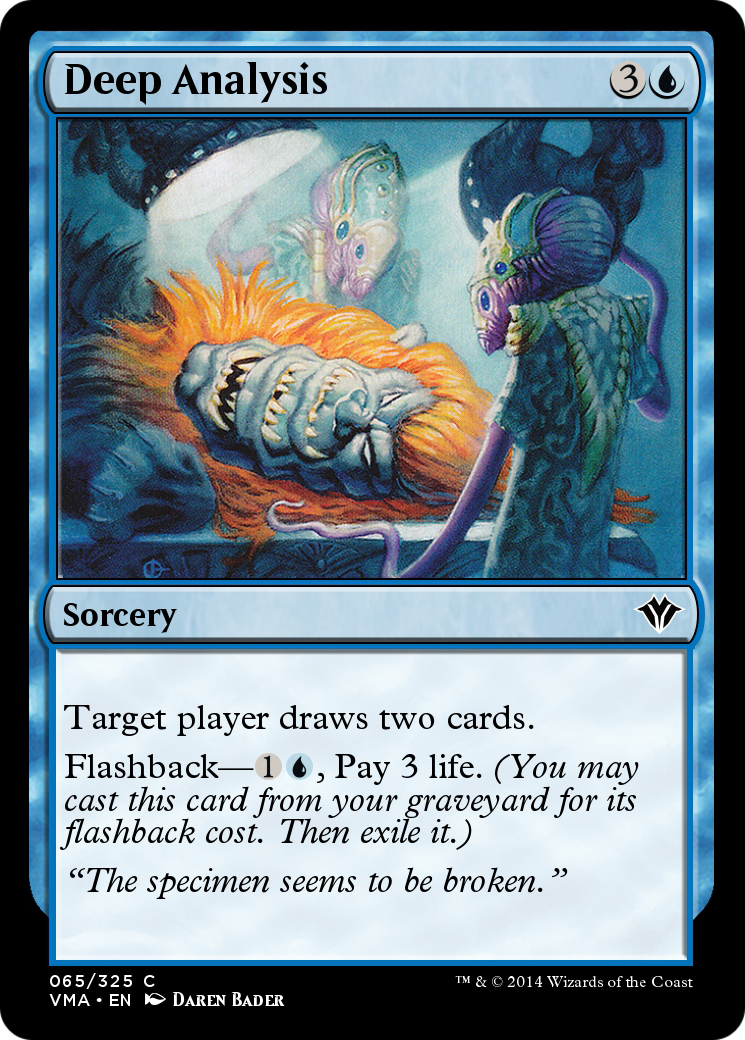 Deep Analysis 3
Sorcery
Target player draws two cards.
Flashback—1, Pay 3 life. (You may
cast this card from your graveyard for its
flashback cost. Then exile it.)
“The specimen seems to be broken.”
065/325 C
VMA • EN Daren Bader
™ & © 2014 Wizards of the Coast